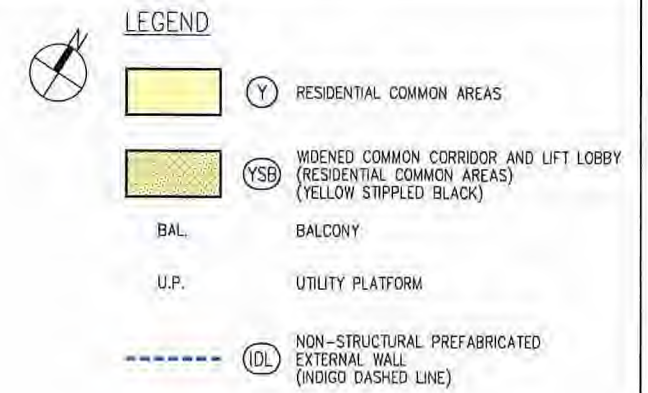 LEGEND
N
Y RESIDENTIAL COMMON AREAS
YSB WIDENED COMMON CORRIDOR AND LIFT LOBBY
(RESIDENTIAL COMMON AREAS)
(YELLOW STIPPLED BLACK)
BAL. BALCONY
U.P. UTILITY PLATFORM
IDL NON-STRUCTURAL PREFABRICATED
EXTERNAL WALL
(INDIGO DASHED LINE)